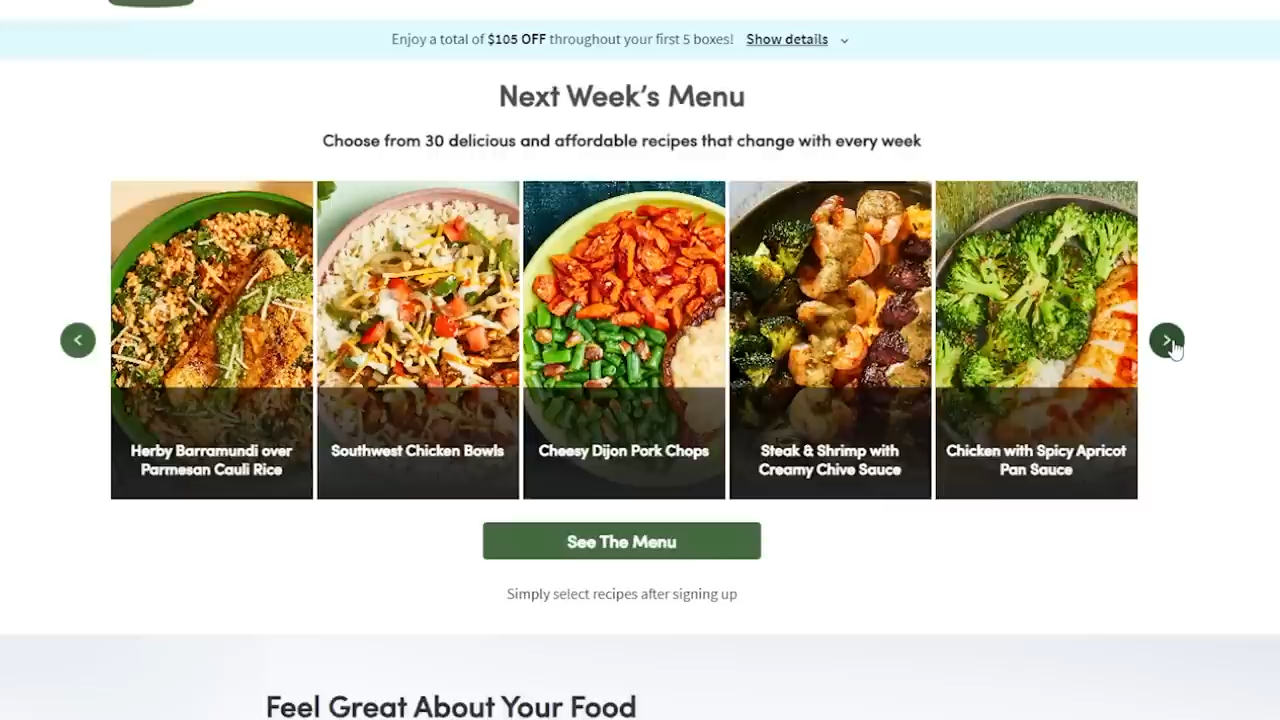 Enjoy a total of $105 OFF throughout your first 5 boxes! Show details
Next Week's Menu
Choose from 30 delicious and affordable recipes that change with every week
Herby Barramundi over
Parmesan Cauli Rice
Southwest Chicken Bowls
Cheesy Dijon Pork Chops
Steak & Shrimp with
Creamy Chive Sauce
Chicken with Spicy Apricot
Pan Sauce
See The Menu
Simply select recipes after signing up
Feel Great About Your Food